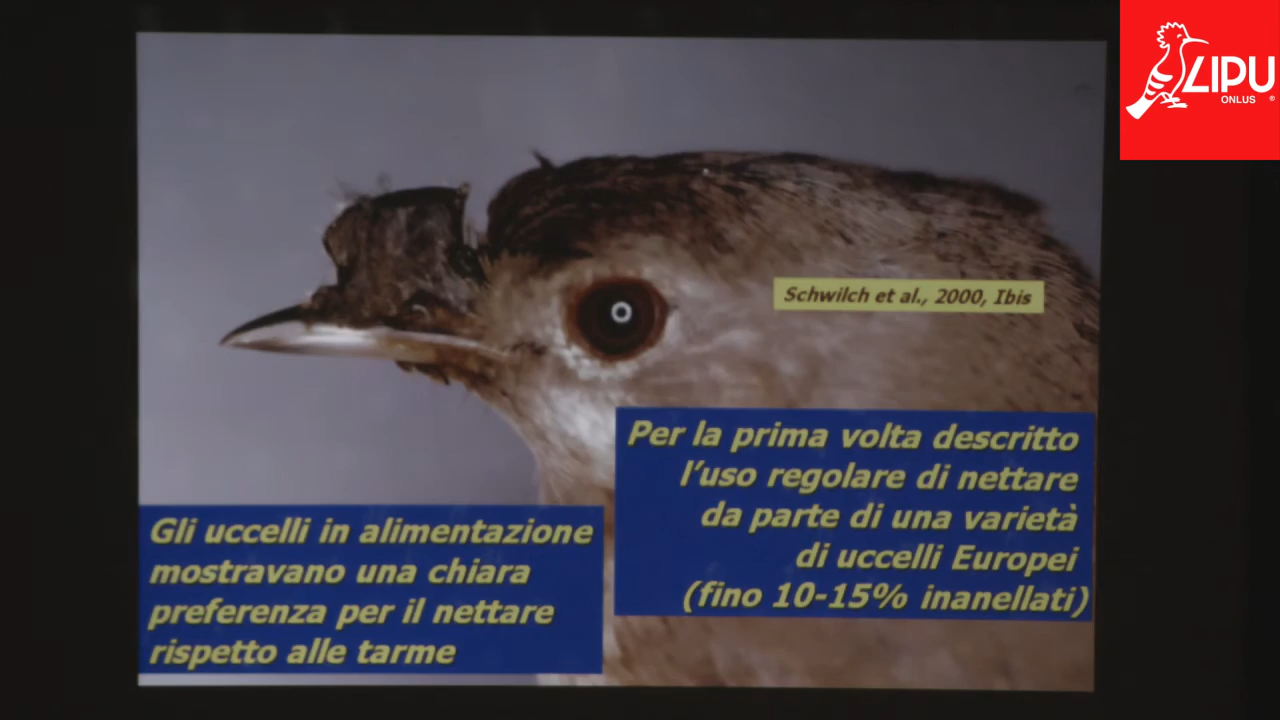 LIPU
ONLUS ®
Schwilch et al., 2000, Ibis
Per la prima volta descritto
l'uso regolare di nettare
da parte di una varietà
di uccelli Europei
(fino 10-15% inanellati)
Gli uccelli in alimentazione
mostravano una chiara
preferenza per il nettare
rispetto alle tarme